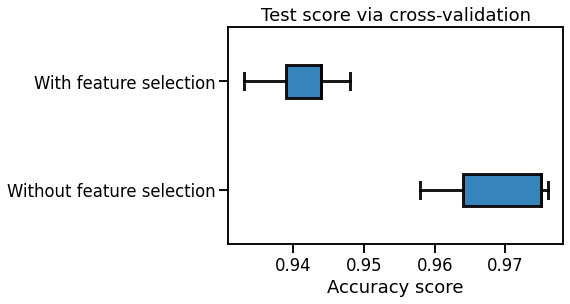 Test score via cross-validation
With feature selection
Without feature selection
0.94 0.95 0.96 0.97
Accuracy score